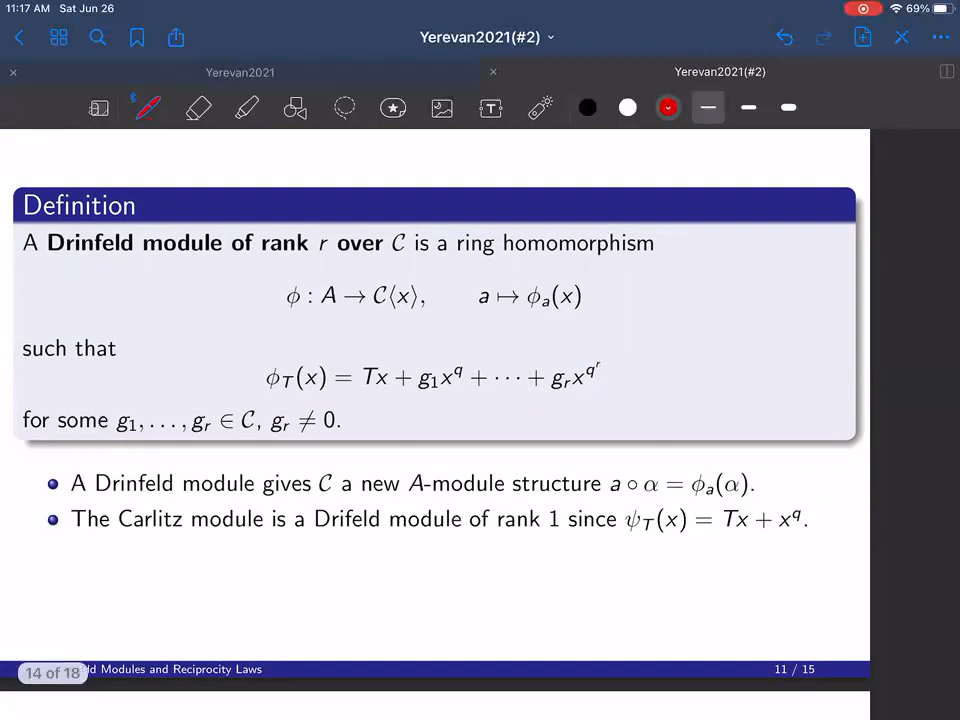 11:17 AM Sat Jun 26
69%
Yerevan2021(#2)
Yerevan2021
Yerevan2021(#2)
Definition
A Drinfeld module of rank r over 𝒞 is a ring homomorphism
ϕ : A → 𝒞⟨x⟩, a ↦ ϕ_a(x)
such that
ϕ_T(x) = Tx + g_1x^q + ⋯ + g_rx^{q^r}
for some g_1, . . . , g_r ∈ 𝒞, g_r ≠ 0.
A Drinfeld module gives 𝒞 a new A-module structure a ∘ α = ϕ_a(α).
The Carlitz module is a Drifeld module of rank 1 since ψ_T(x) = Tx + x^q.
14 of 18
ld Modules and Reciprocity Laws
11 / 15